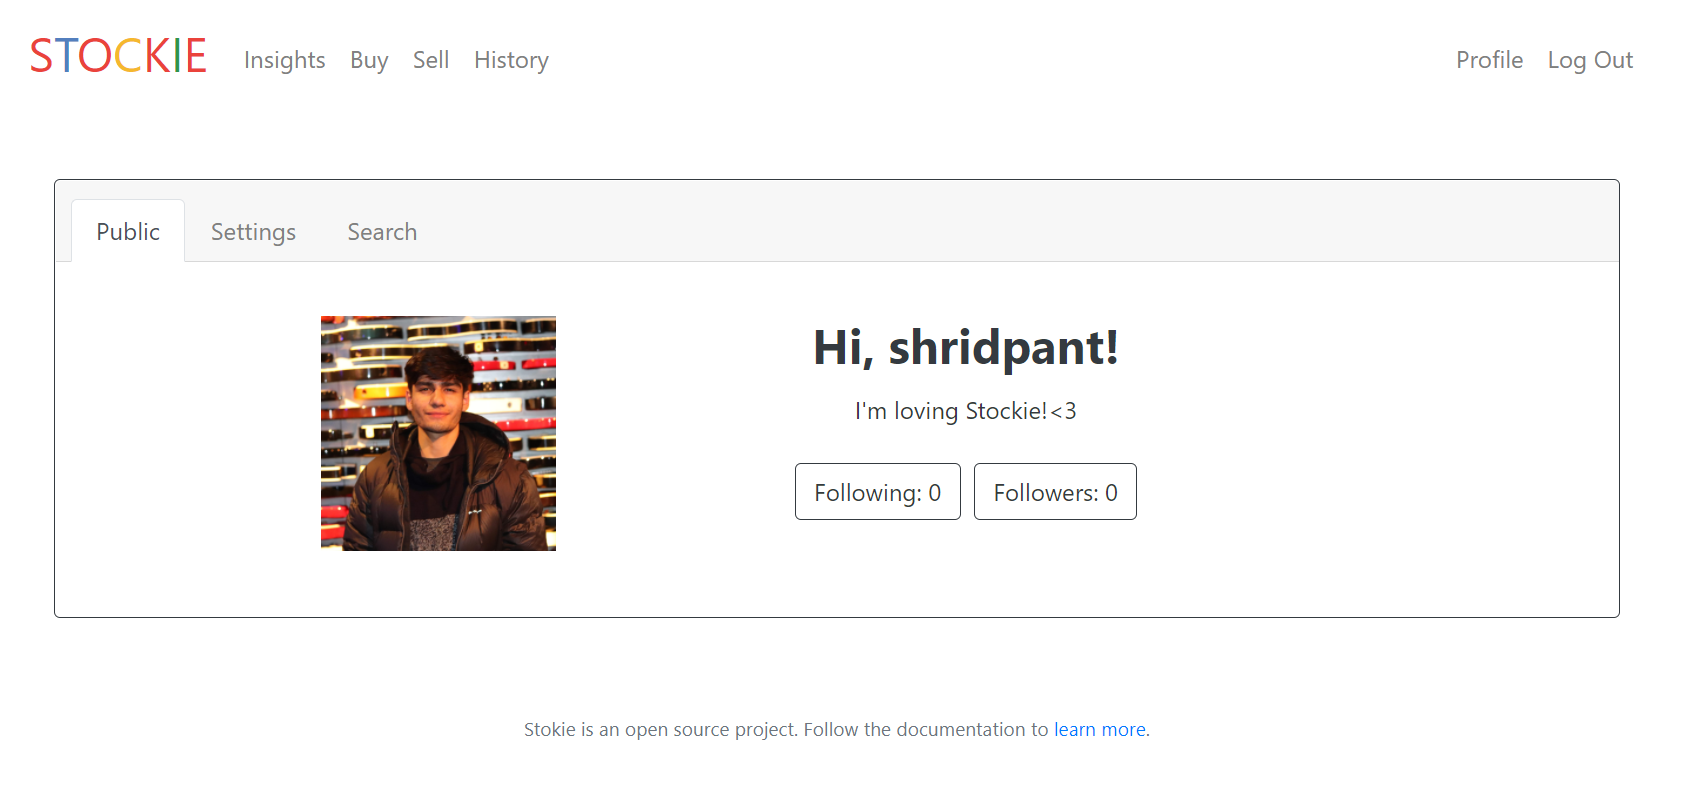 STOCKIE Insights Buy Sell History Profile Log Out
Public Settings Search
Hi, shridpant!
I'm loving Stockie!<3
Following: 0 Followers: 0
Stokie is an open source project. Follow the documentation to learn more.